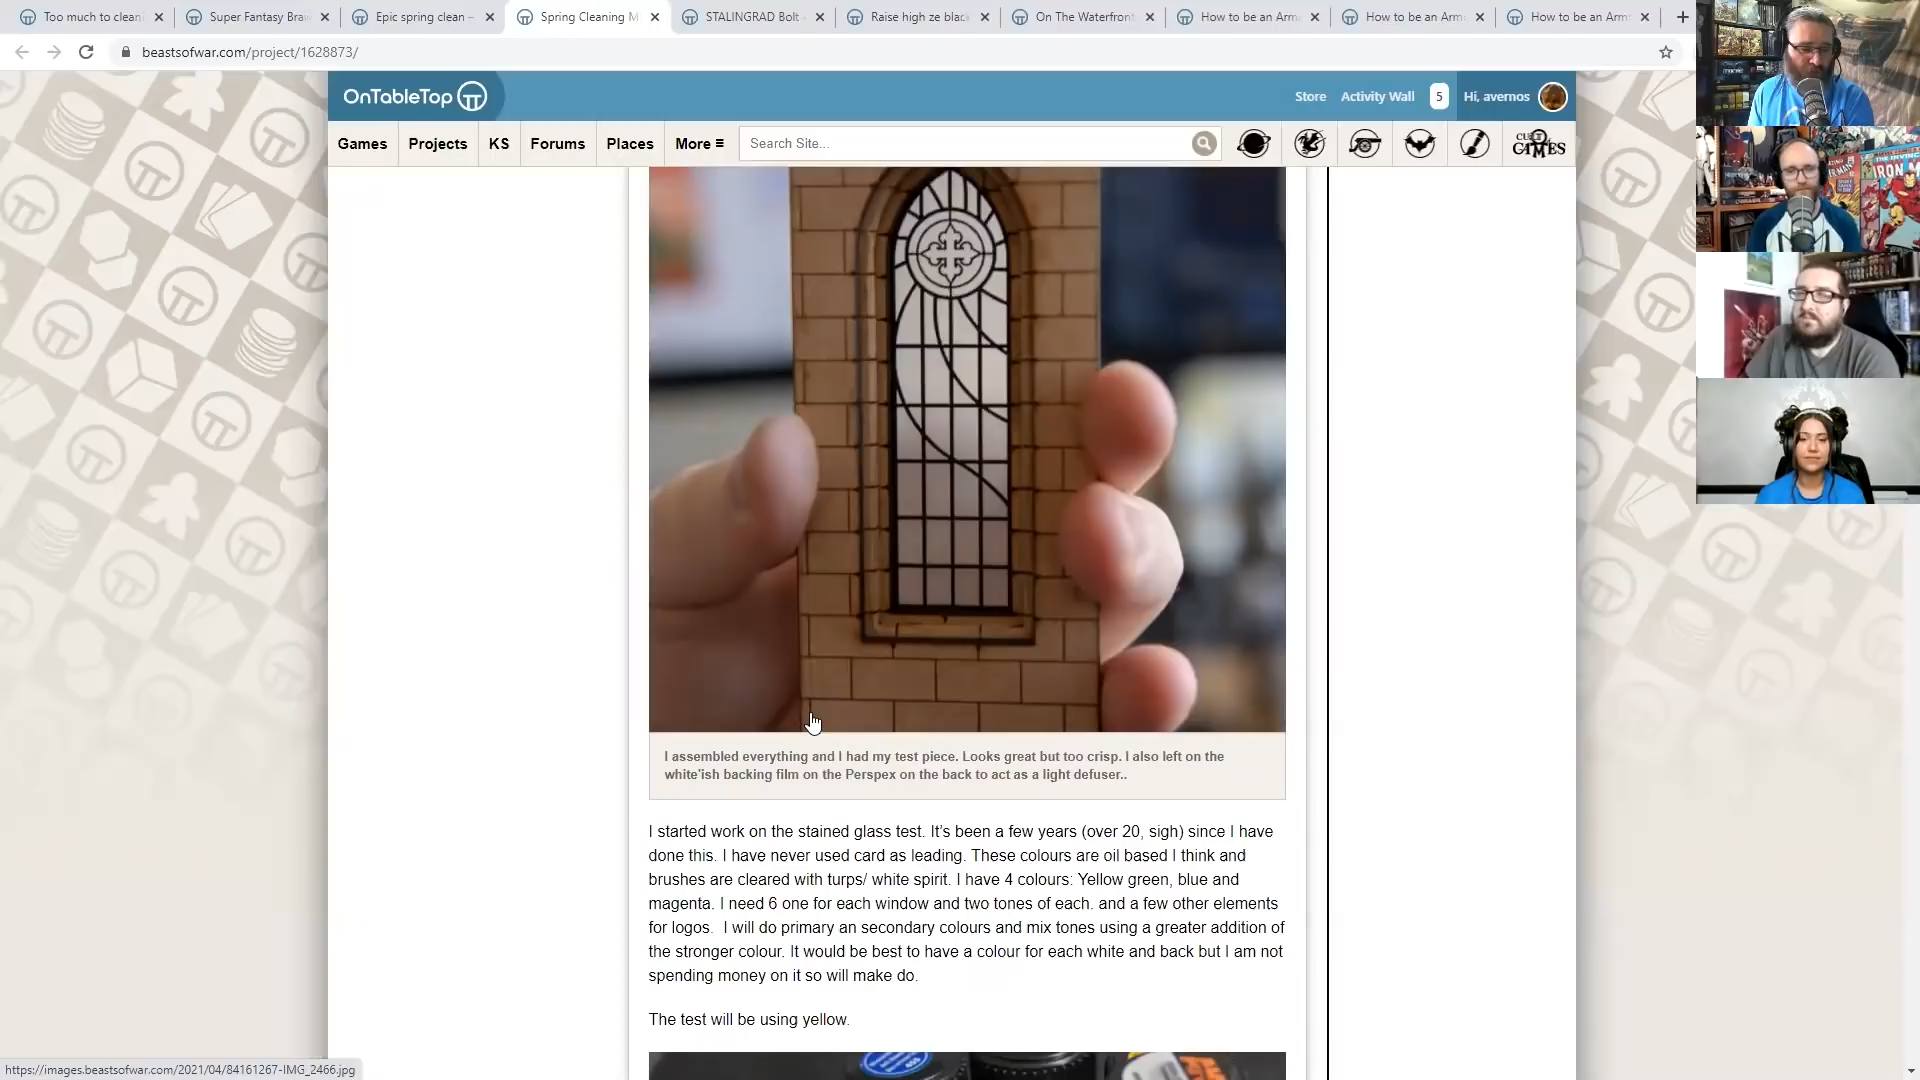 Too much to clean
Super Fantasy Braw
Epic spring clean –
Spring Cleaning M
STALINGRAD Bolt -
Raise high ze blac
On The Waterfront
How to be an Arm
How to be an Arm
How to be an Arm
beastsofwar.com/project/1628873/
OnTableTop
Store
Activity Wall
5
Hi, avernos
Games
Projects
KS
Forums
Places
More
Search Site...
CULT OF GAMES
I assembled everything and I had my test piece. Looks great but too crisp. I also left on the
white'ish backing film on the Perspex on the back to act as a light defuser..
I started work on the stained glass test. It's been a few years (over 20, sigh) since I have
done this. I have never used card as leading. These colours are oil based I think and
brushes are cleared with turps/ white spirit. I have 4 colours: Yellow green, blue and
magenta. I need 6 one for each window and two tones of each. and a few other elements
for logos. I will do primary an secondary colours and mix tones using a greater addition of
the stronger colour. It would be best to have a colour for each white and back but I am not
spending money on it so will make do.
The test will be using yellow.
https://images.beastsofwar.com/2021/04/84161267-IMG_2466.jpg
IRON M